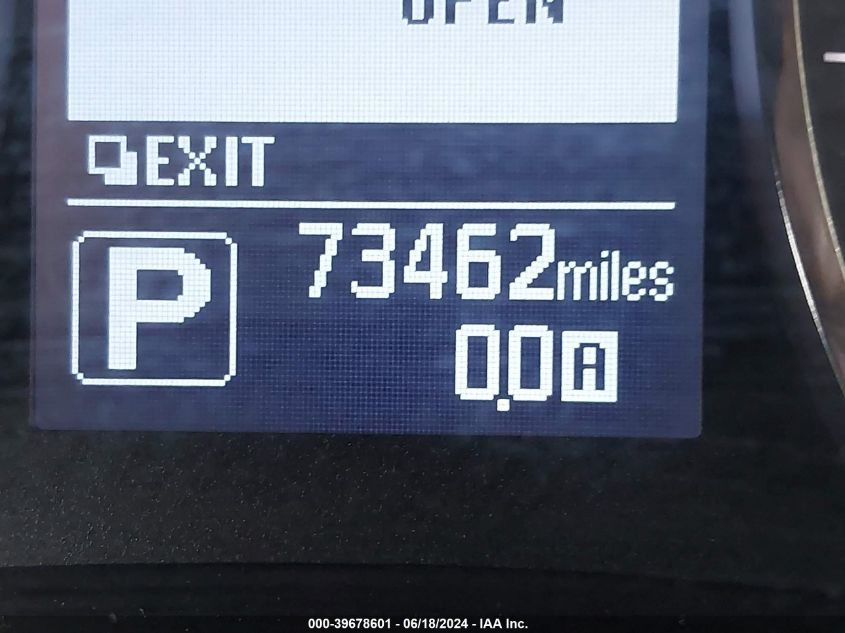 OPEN
EXIT
P
73462miles
0.0A
000-39678601 - 06/18/2024 - IAA Inc.